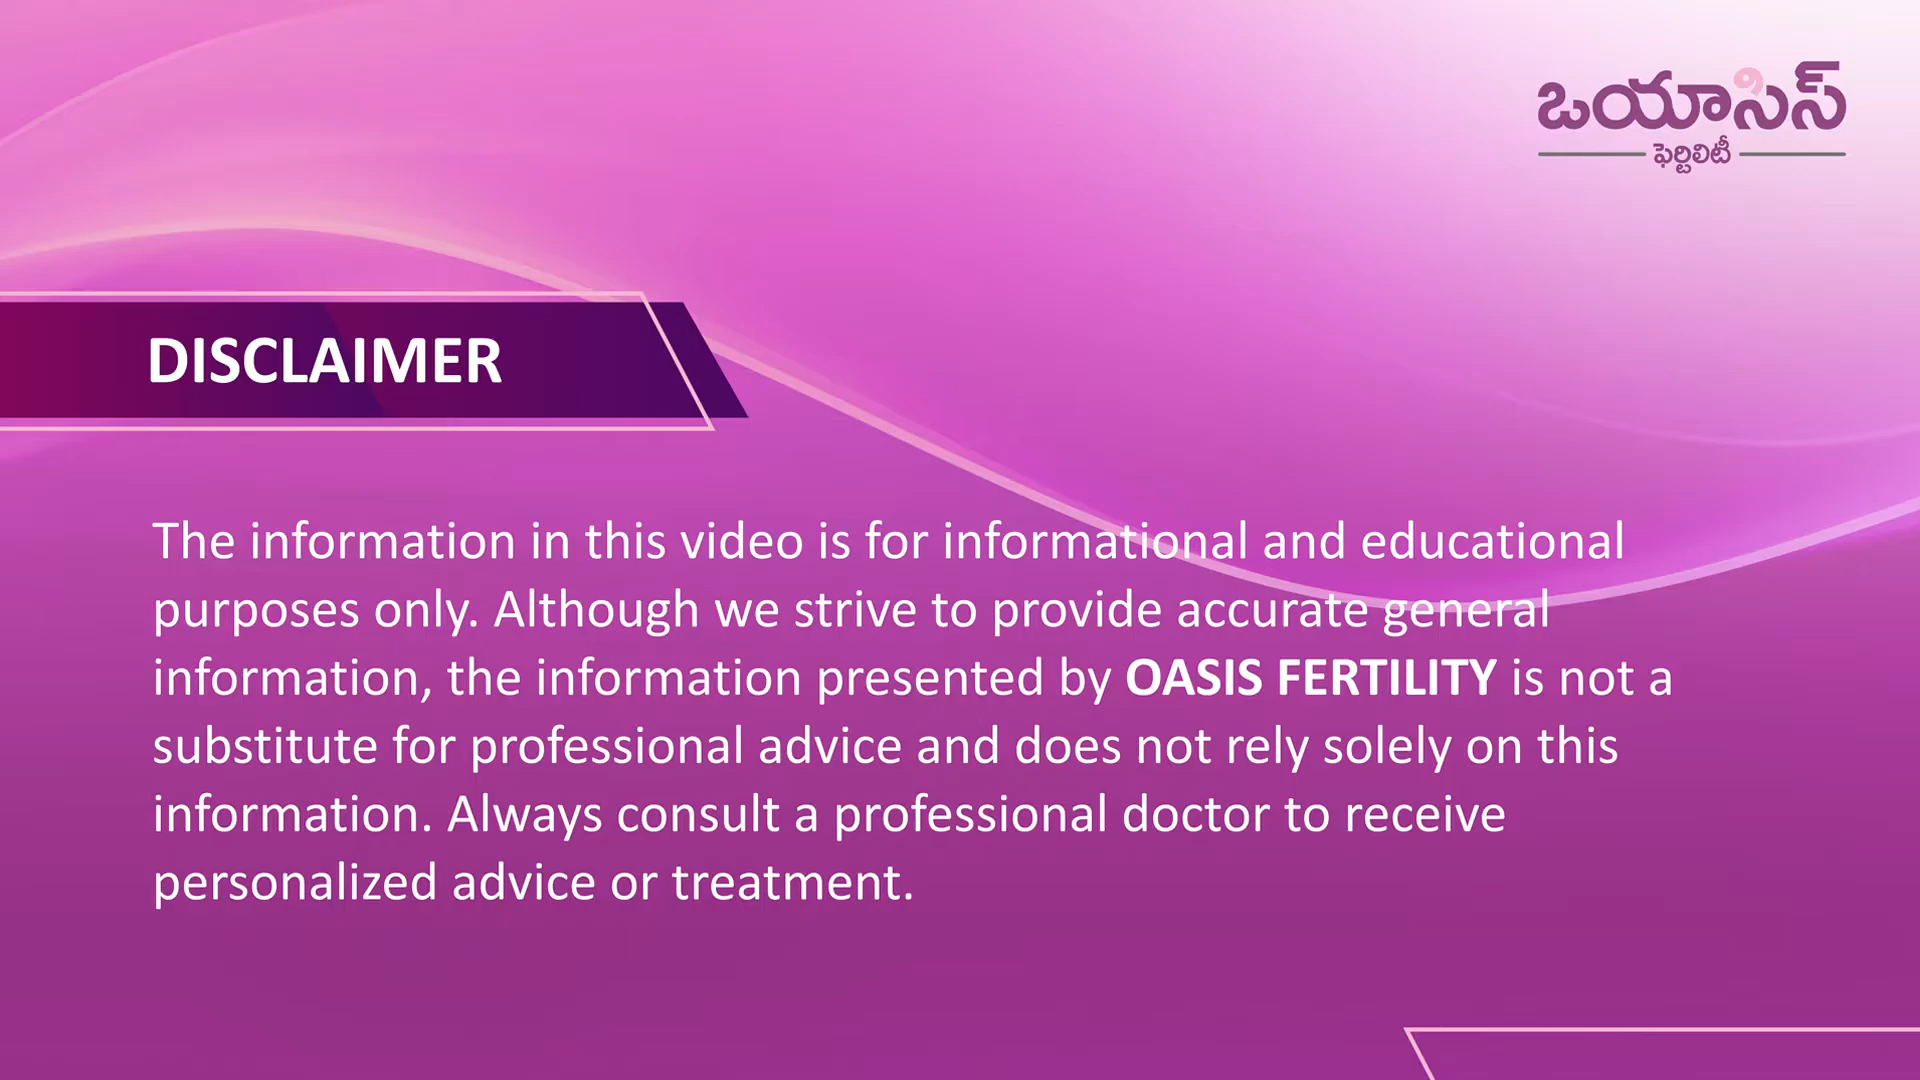 ఒయాసిస్
ఫెర్టిలిటీ
DISCLAIMER
The information in this video is for informational and educational
purposes only. Although we strive to provide accurate general
information, the information presented by OASIS FERTILITY is not a
substitute for professional advice and does not rely solely on this
information. Always consult a professional doctor to receive
personalized advice or treatment.